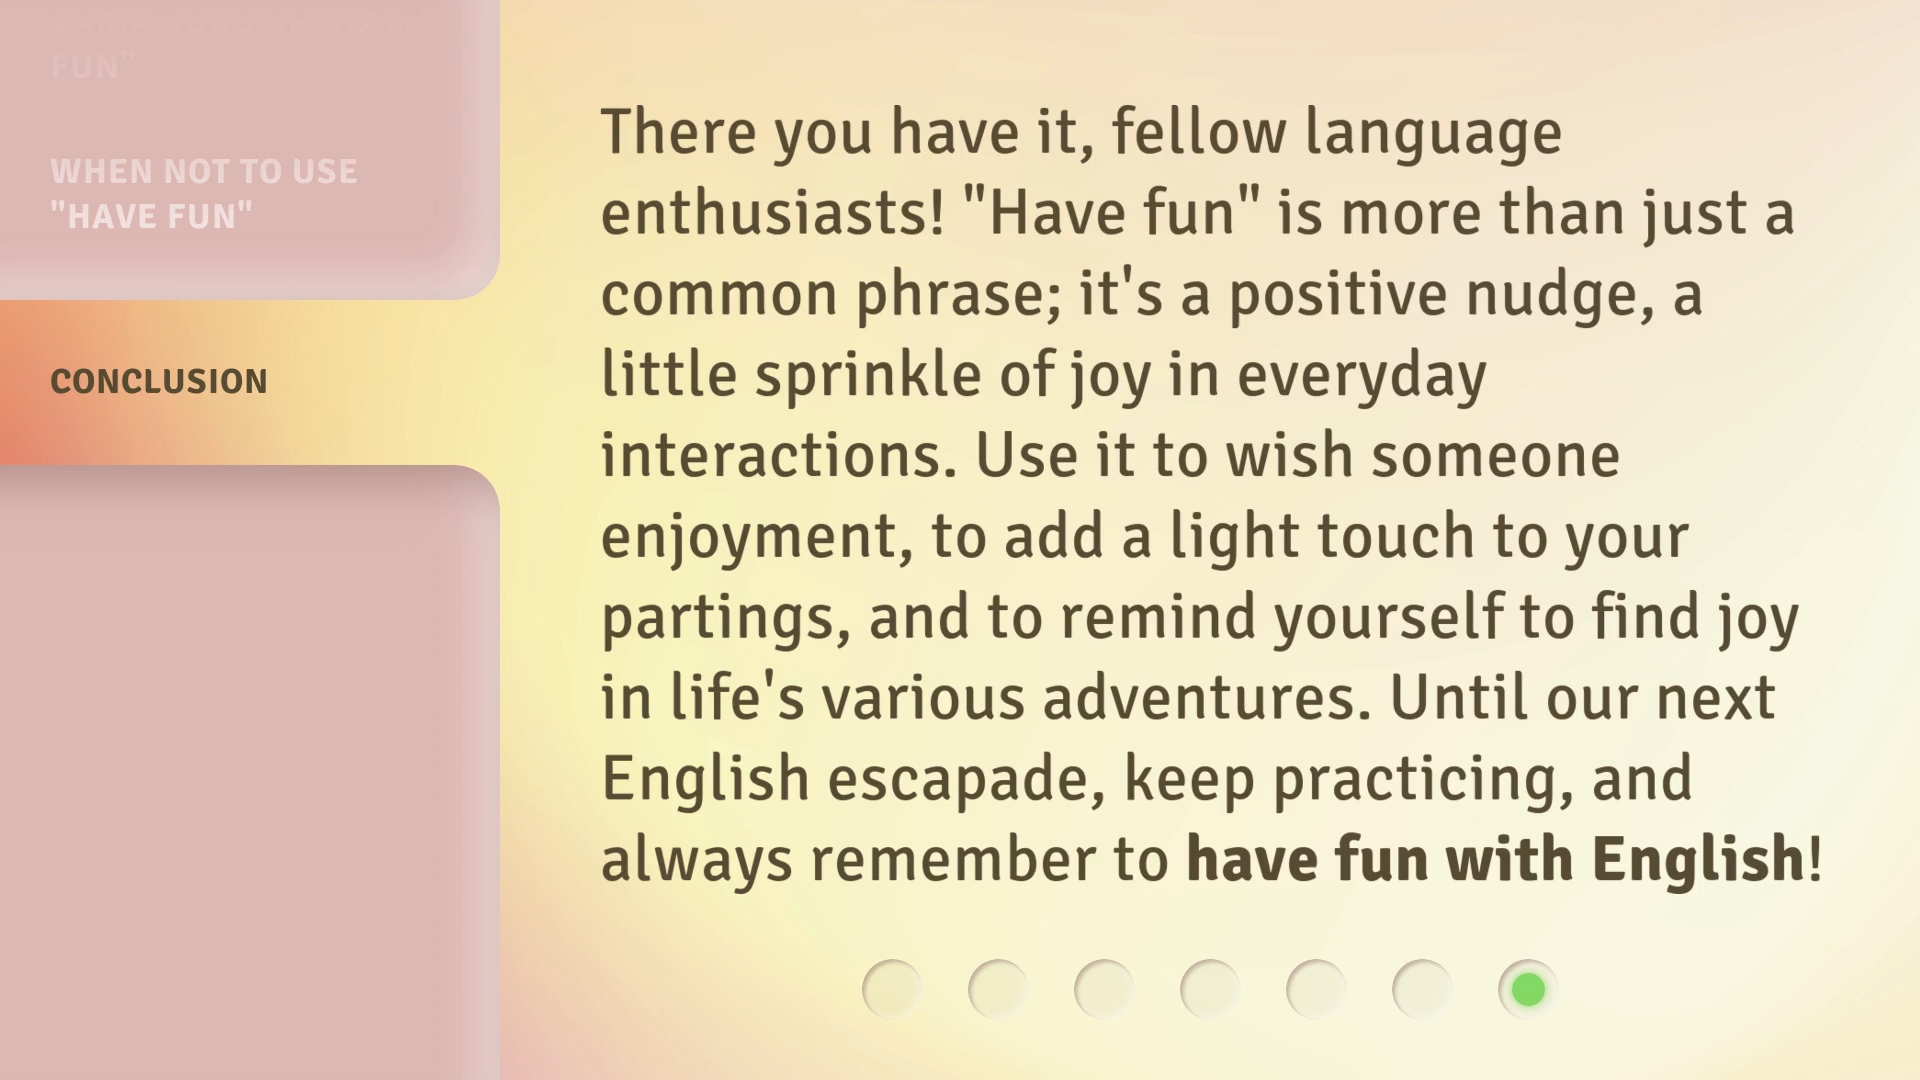 FUN"
WHEN NOT TO USE
"HAVE FUN"
CONCLUSION
There you have it, fellow language
enthusiasts! "Have fun" is more than just a
common phrase; it's a positive nudge, a
little sprinkle of joy in everyday
interactions. Use it to wish someone
enjoyment, to add a light touch to your
partings, and to remind yourself to find joy
in life's various adventures. Until our next
English escapade, keep practicing, and
always remember to have fun with English!